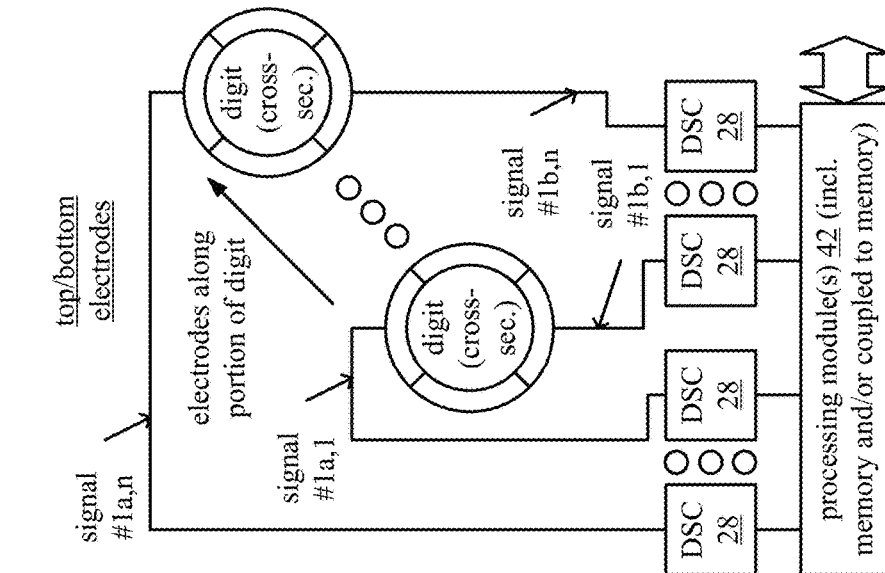 top/bottom
electrodes
signal
#1a,n
electrodes along
portion of digit
digit
(cross-
sec.)
signal
#1a,1
digit
(cross-
sec.)
signal
#1b,n
signal
#1b,1
DSC
28
DSC
28
DSC
28
DSC
28
processing module(s) 42 (incl.
memory and/or coupled to memory)